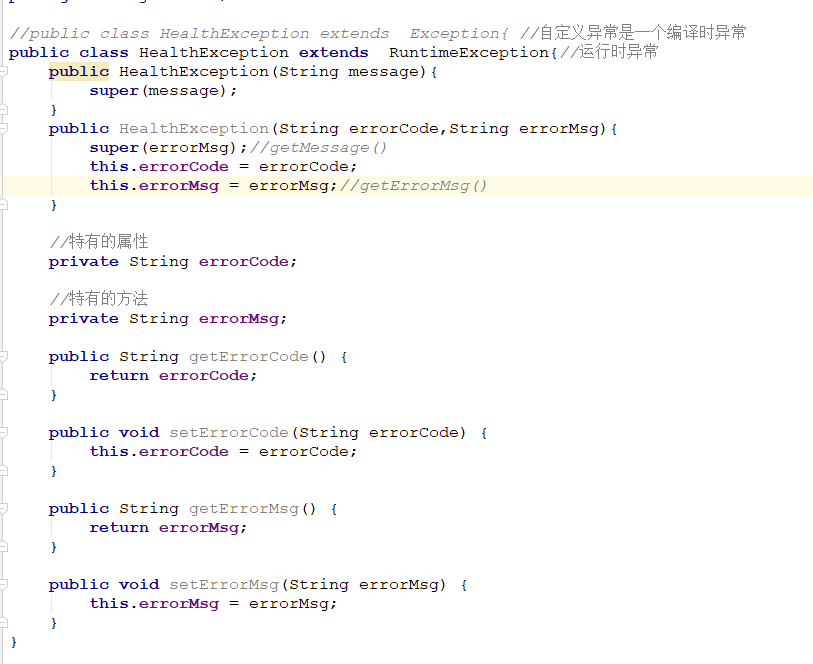 //public class HealthException extends  Exception{ //自定义异常是一个编译时异常
public class HealthException extends  RuntimeException{//运行时异常
    public HealthException(String message){
        super(message);
    }
    public HealthException(String errorCode,String errorMsg){
        super(errorMsg);//getMessage()
        this.errorCode = errorCode;
        this.errorMsg = errorMsg;//getErrorMsg()
    }

    //特有的属性
    private String errorCode;

    //特有的方法
    private String errorMsg;

    public String getErrorCode() {
        return errorCode;
    }

    public void setErrorCode(String errorCode) {
        this.errorCode = errorCode;
    }

    public String getErrorMsg() {
        return errorMsg;
    }

    public void setErrorMsg(String errorMsg) {
        this.errorMsg = errorMsg;
    }
}